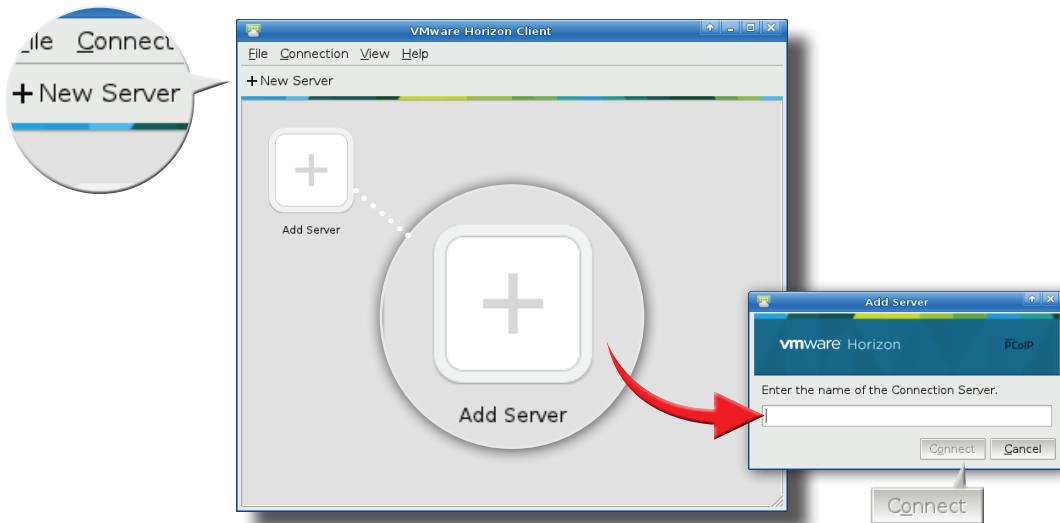 ile Connect
+ New Server
VMware Horizon Client
File Connection View Help
+ New Server
Add Server
Add Server
Add Server
vmware Horizon
PCoIP
Enter the name of the Connection Server.
Connect Cancel
Connect